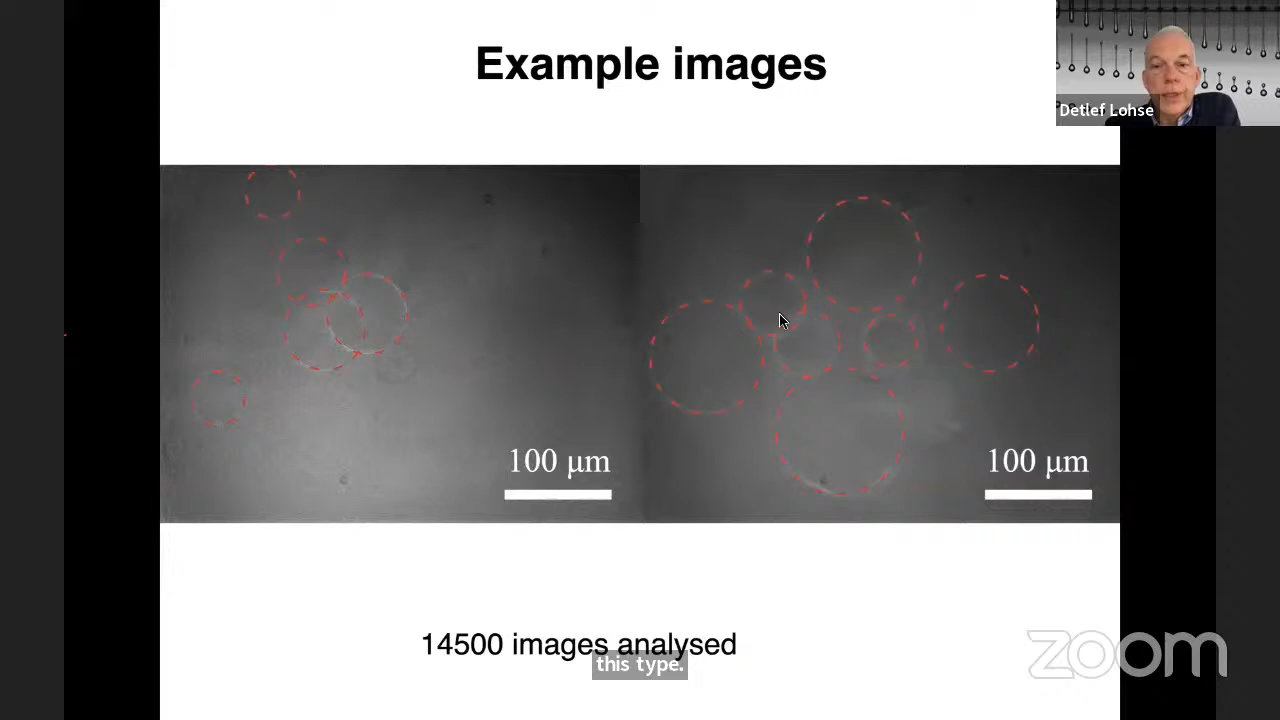 Example images
Detlef Lohse
100 μm
100 μm
14500 images analysed
this type.
zoom